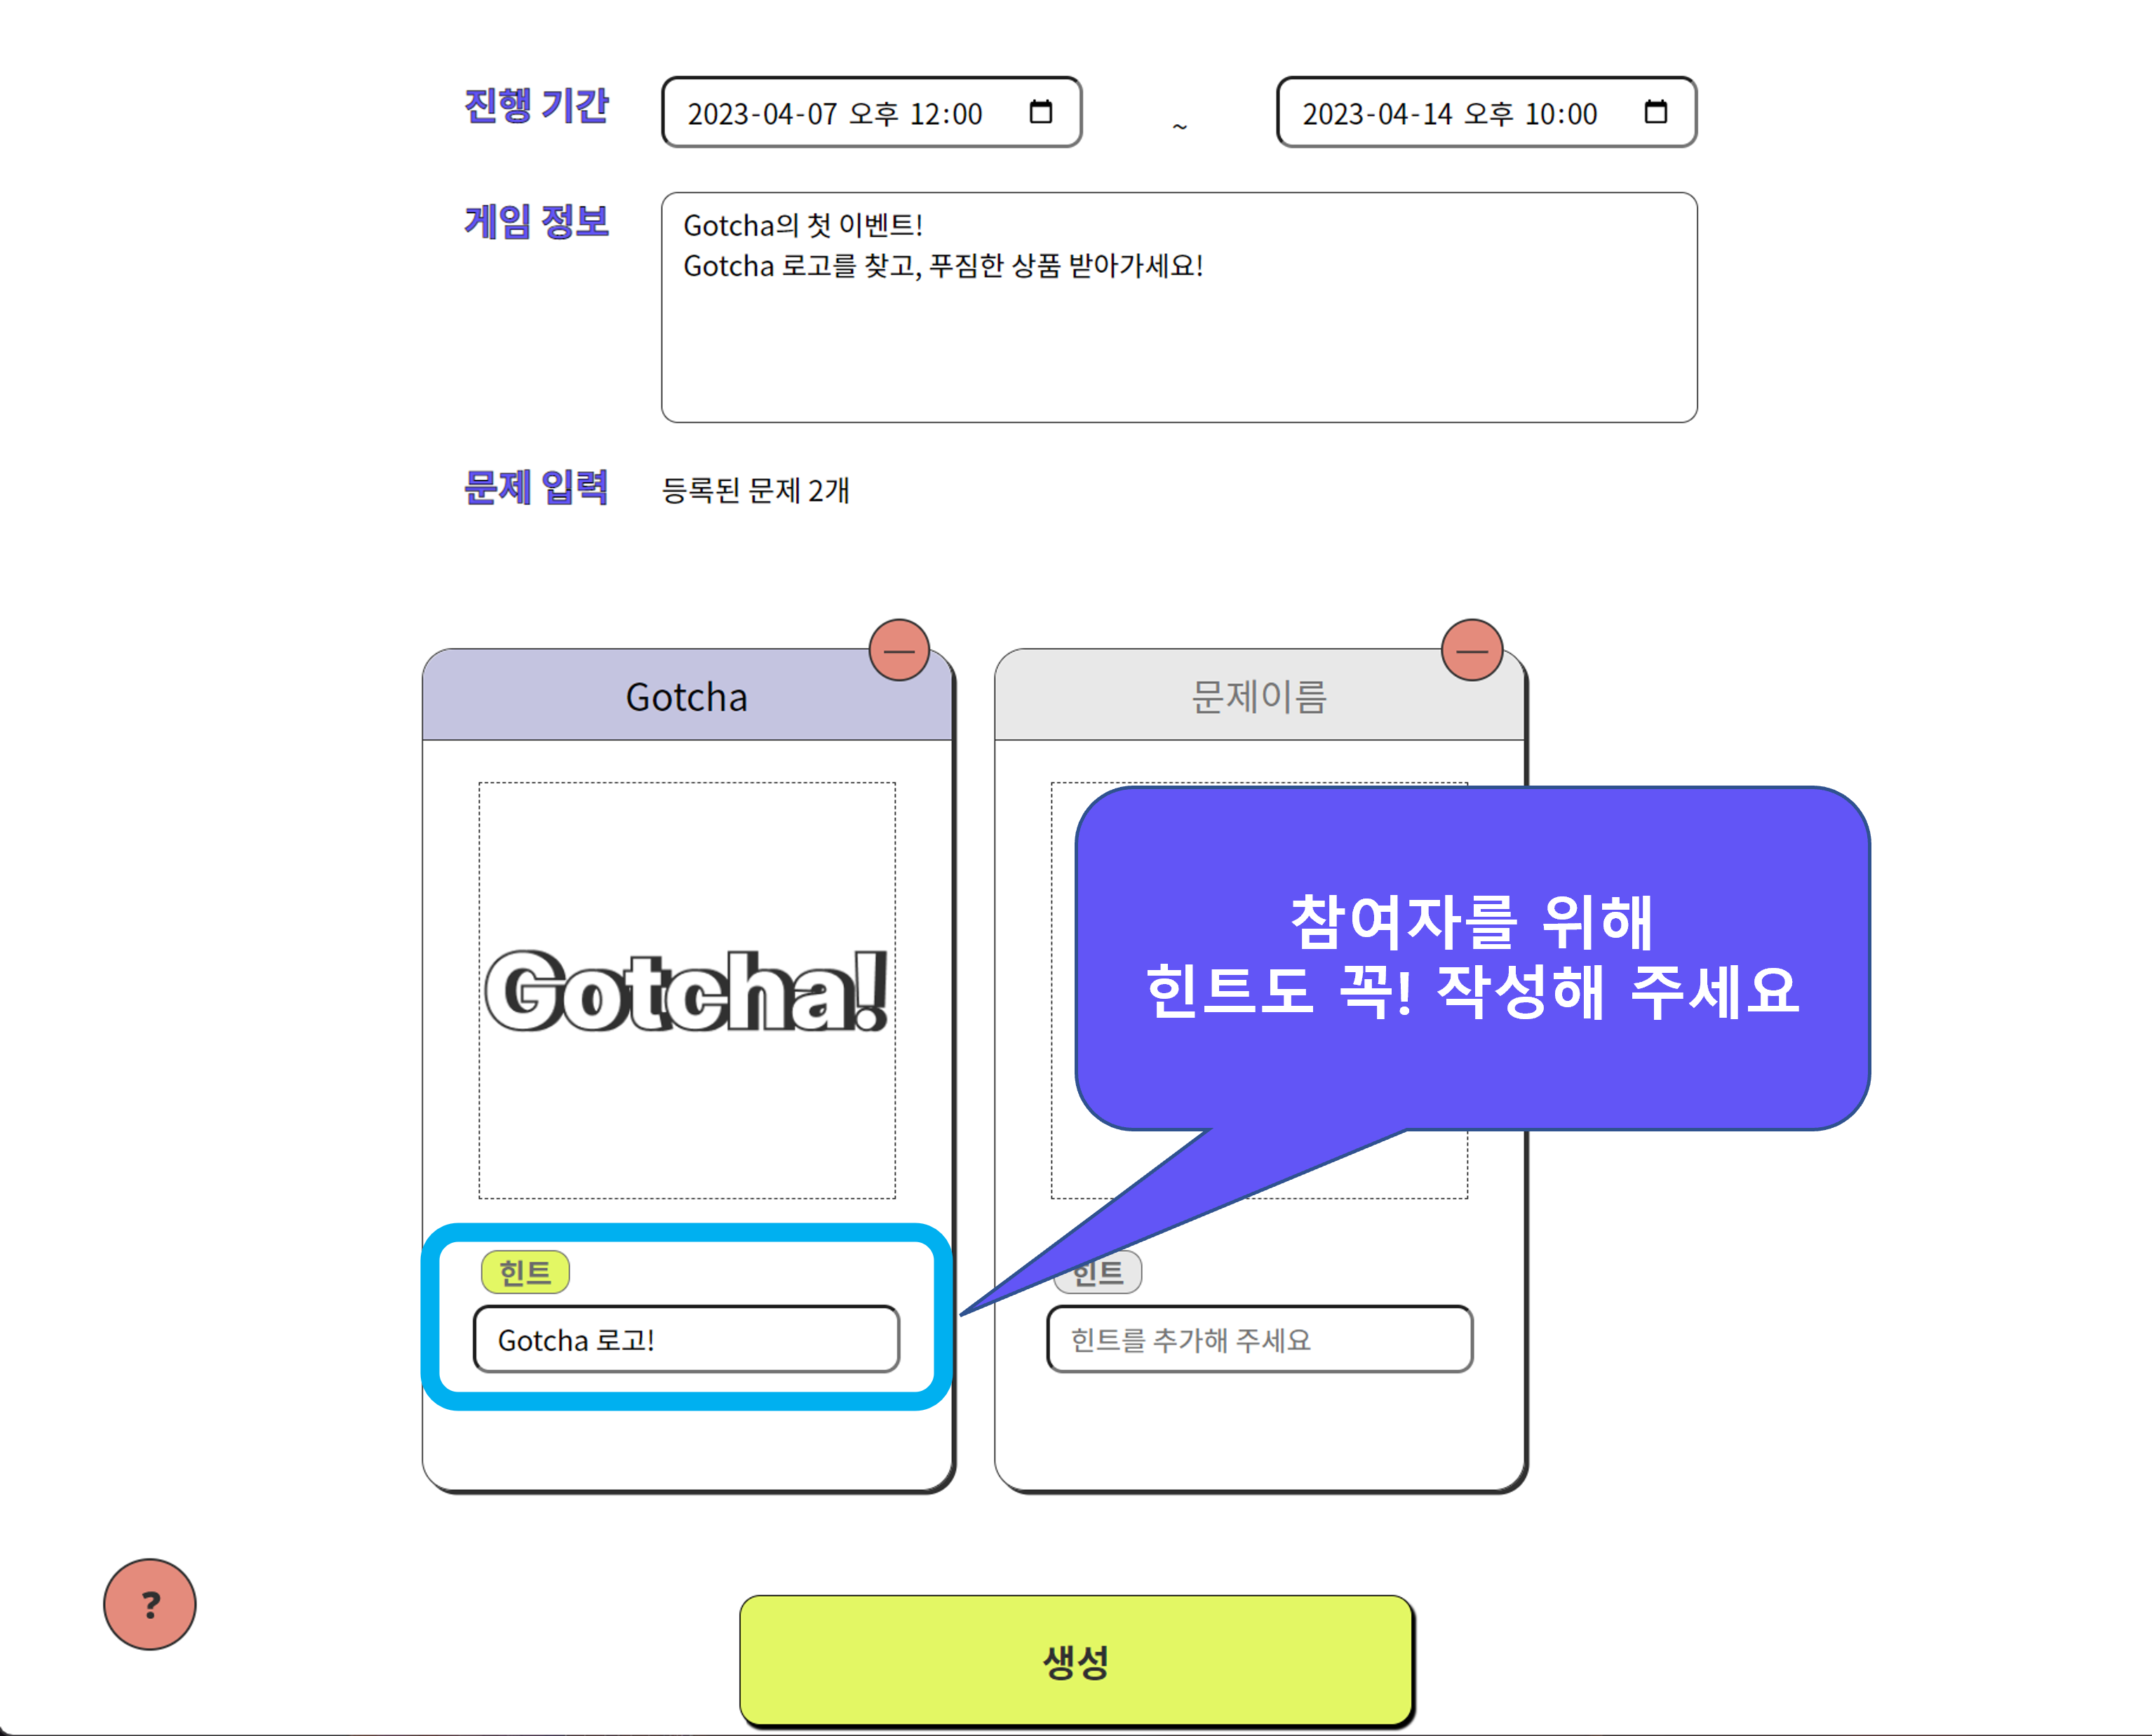 진행 기간
2023-04-07 오후 12:00
~
2023-04-14 오후 10:00
게임 정보
Gotcha의 첫 이벤트!
Gotcha 로고를 찾고, 푸짐한 상품 받아가세요!
문제 입력
등록된 문제 2개
Gotcha
문제이름
Gotcha!
참여자를 위해
힌트도 꼭! 작성해 주세요
힌트
Gotcha 로고!
힌트
힌트를 추가해 주세요
?
생성